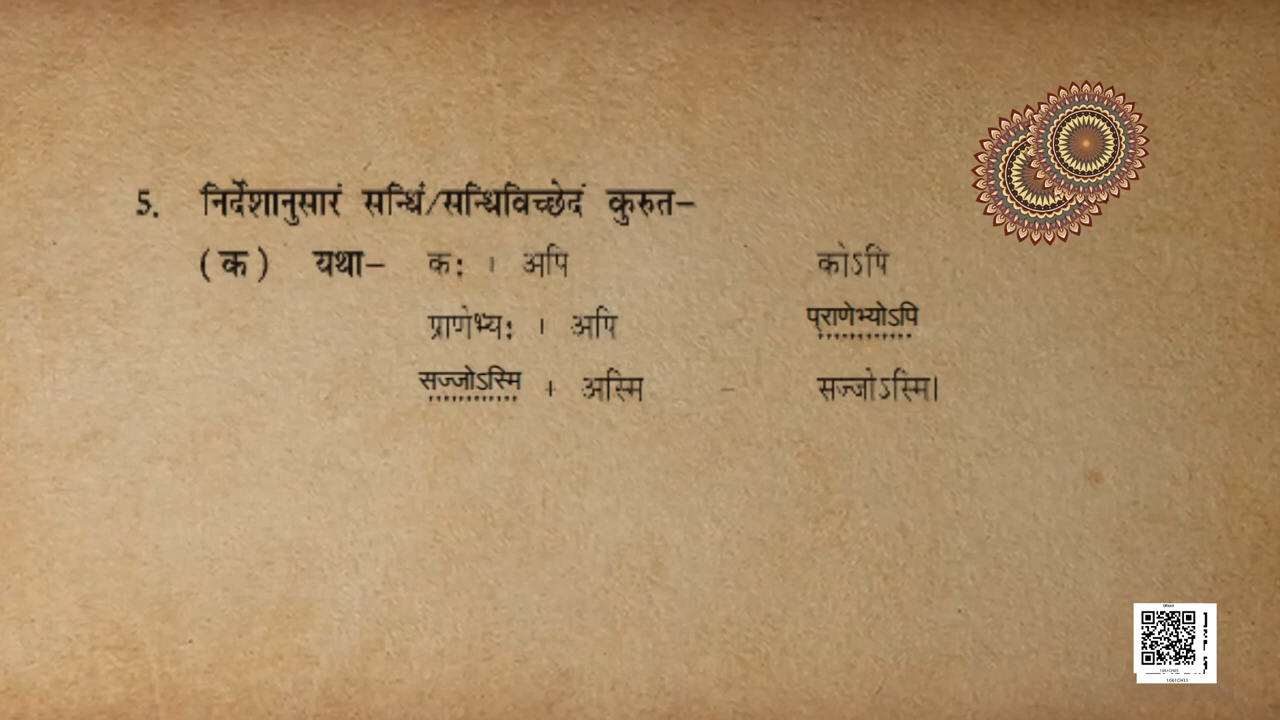 5. निर्देशानुसारं सन्धिं/सन्धिविच्छेदं कुरुत-
(क) यथा- कः + अपि कोऽपि
प्राणेभ्यः + अपि - प्राणेभ्योऽपि
सज्जोऽस्मि + अस्मि - सज्जोऽस्मि।